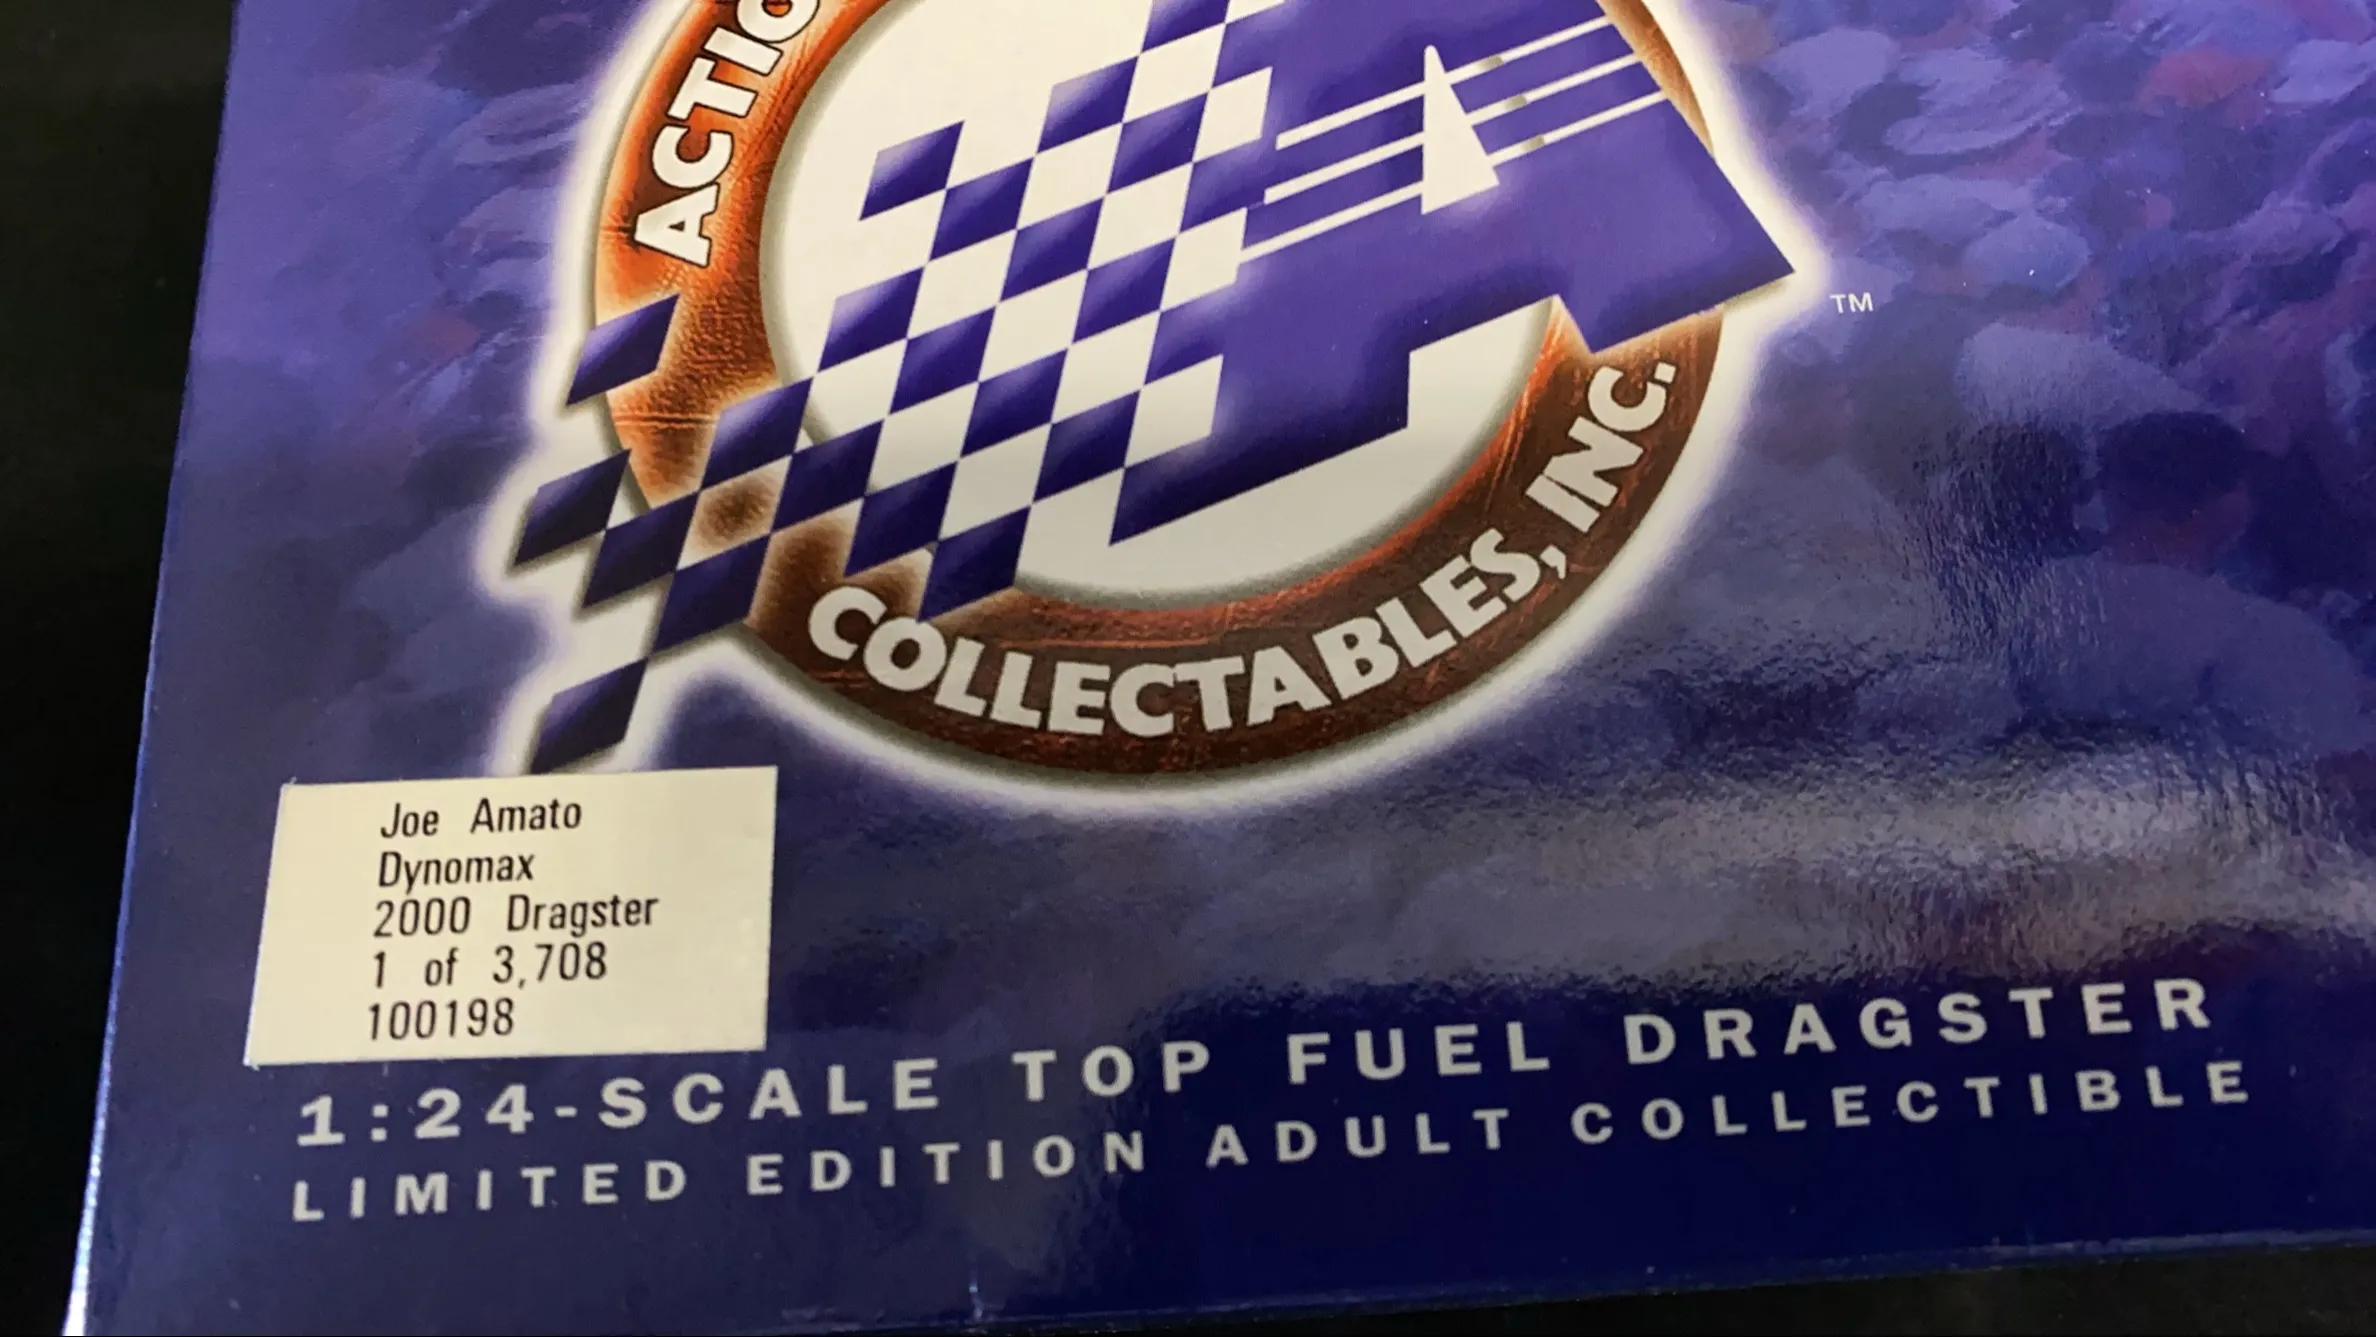 COLLECTABLES, INC.
TM
Joe Amato
Dynomax
2000 Dragster
1 of 3,708
100198
1:24-SCALE TOP FUEL DRAGSTER
LIMITED EDITION ADULT COLLECTIBLE